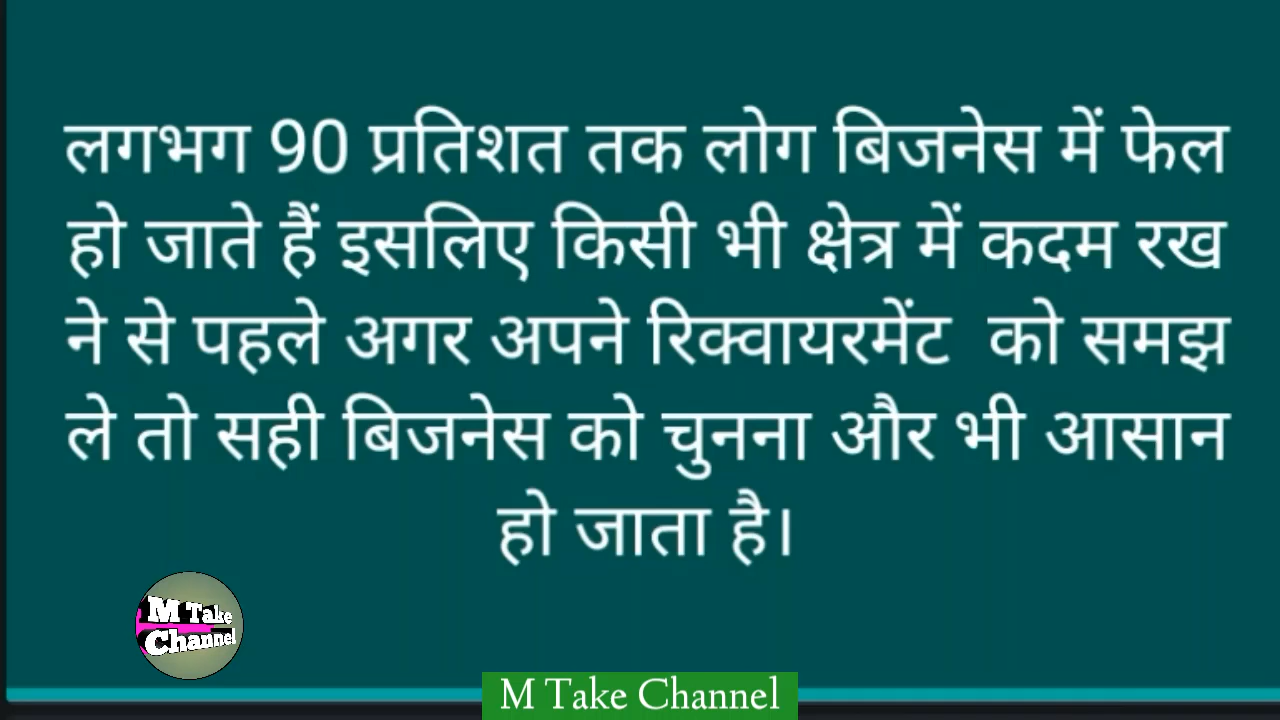 लगभग 90 प्रतिशत तक लोग बिजनेस में फेल
हो जाते हैं इसलिए किसी भी क्षेत्र में कदम रख
ने से पहले अगर अपने रिक्वायरमेंट  को समझ
ले तो सही बिजनेस को चुनना और भी आसान
हो जाता है।
M Take
Channel
M Take Channel